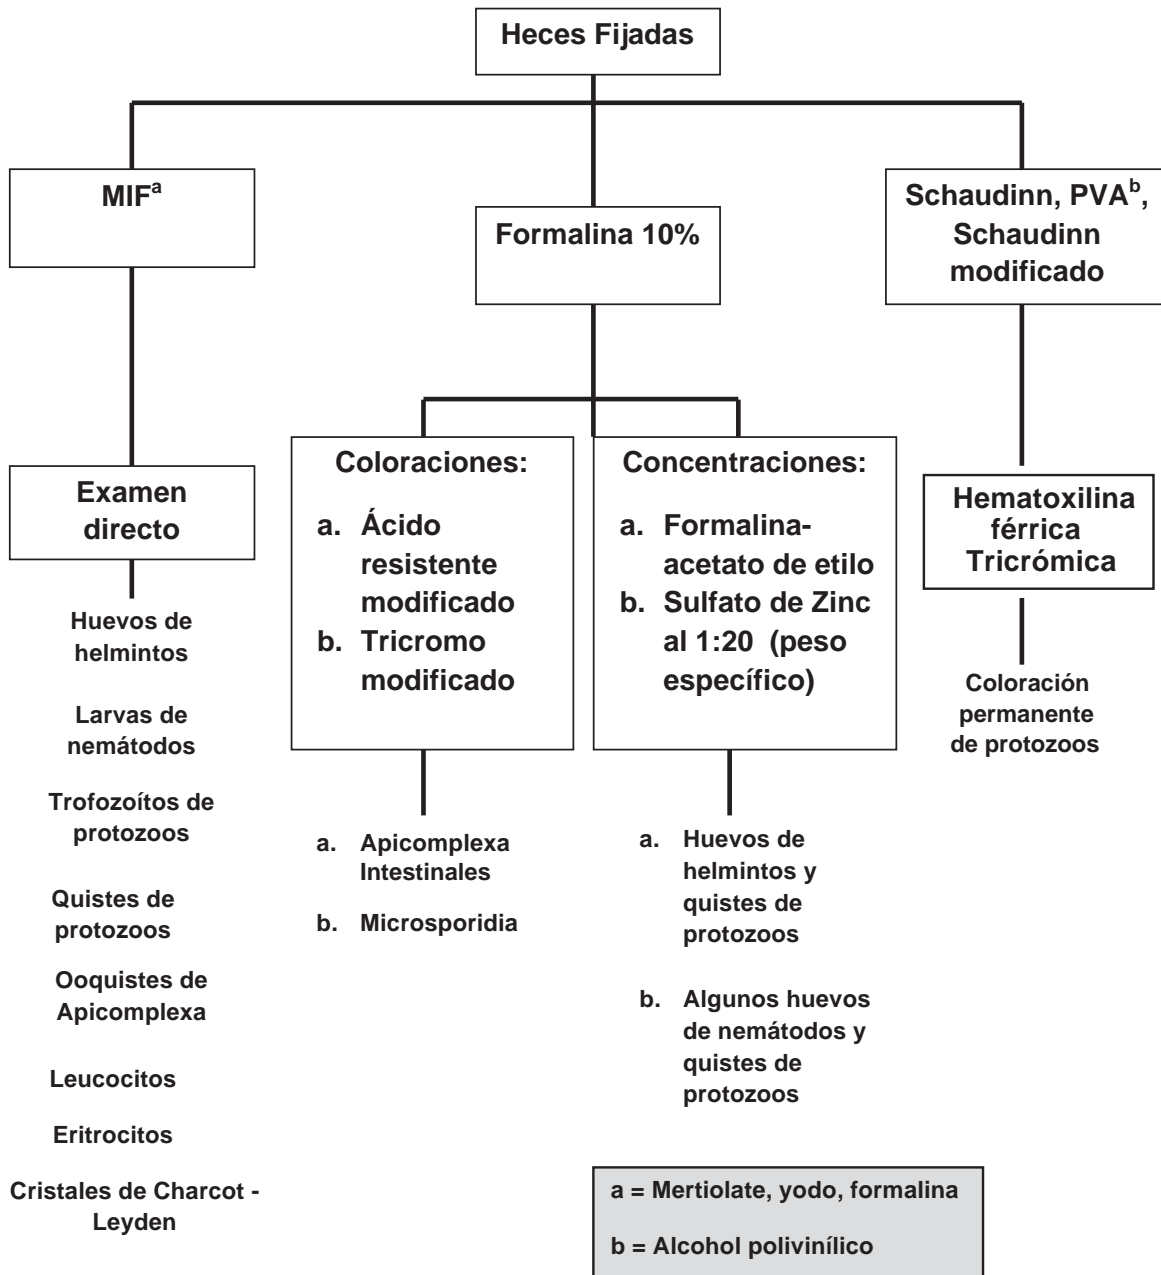 Heces Fijadas
MIFᵃ
Formalina 10%
Schaudinn, PVAᵇ,
Schaudinn
modificado
Examen
directo
Huevos de
helmintos
Larvas de
nemátodos
Trofozoítos de
protozoos
Quistes de
protozoos
Ooquistes de
Apicomplexa
Leucocitos
Eritrocitos
Cristales de Charcot -
Leyden
Coloraciones:
a. Ácido
resistente
modificado
b. Tricromo
modificado
a. Apicomplexa
Intestinales
b. Microsporidia
Concentraciones:
a. Formalina-
acetato de etilo
b. Sulfato de Zinc
al 1:20 (peso
específico)
a. Huevos de
helmintos y
quistes de
protozoos
b. Algunos huevos
de nemátodos y
quistes de
protozoos
Hematoxilina
férrica
Tricrómica
Coloración
permanente
de protozoos
a = Mertiolate, yodo, formalina
b = Alcohol polivinílico